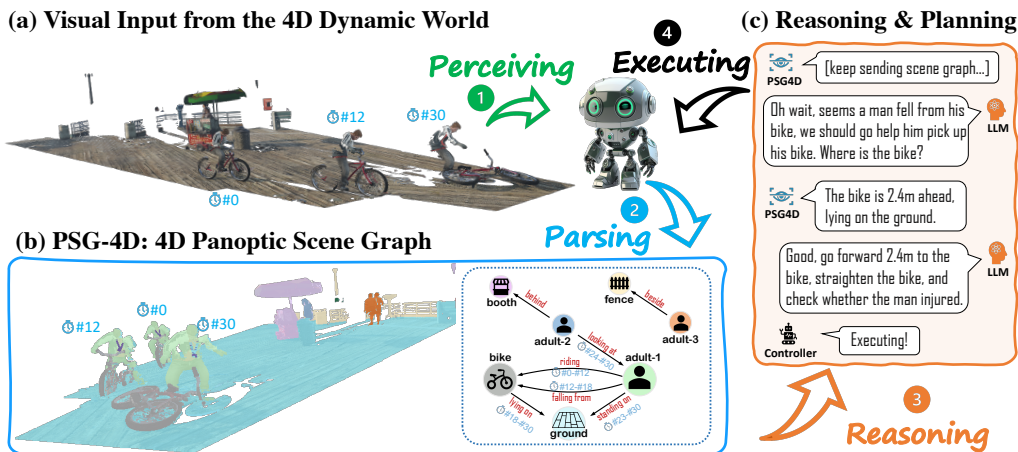 (a) Visual Input from the 4D Dynamic World
#0
#12
#30
Perceiving
1
4
Executing
2
Parsing
(b) PSG-4D: 4D Panoptic Scene Graph
#12
#0
#30
booth
fence
behind
beside
adult-2
adult-3
looking at
#24-#30
bike
adult-1
riding
#0-#12
#12-#18
falling from
lying on
#18-#30
standing on
#23-#30
ground
(c) Reasoning & Planning
PSG4D
[keep sending scene graph...]
Oh wait, seems a man fell from his
bike, we should go help him pick up
his bike. Where is the bike?
LLM
PSG4D
The bike is 2.4m ahead,
lying on the ground.
Good, go forward 2.4m to the
bike, straighten the bike, and
check whether the man injured.
LLM
Controller
Executing!
3
Reasoning